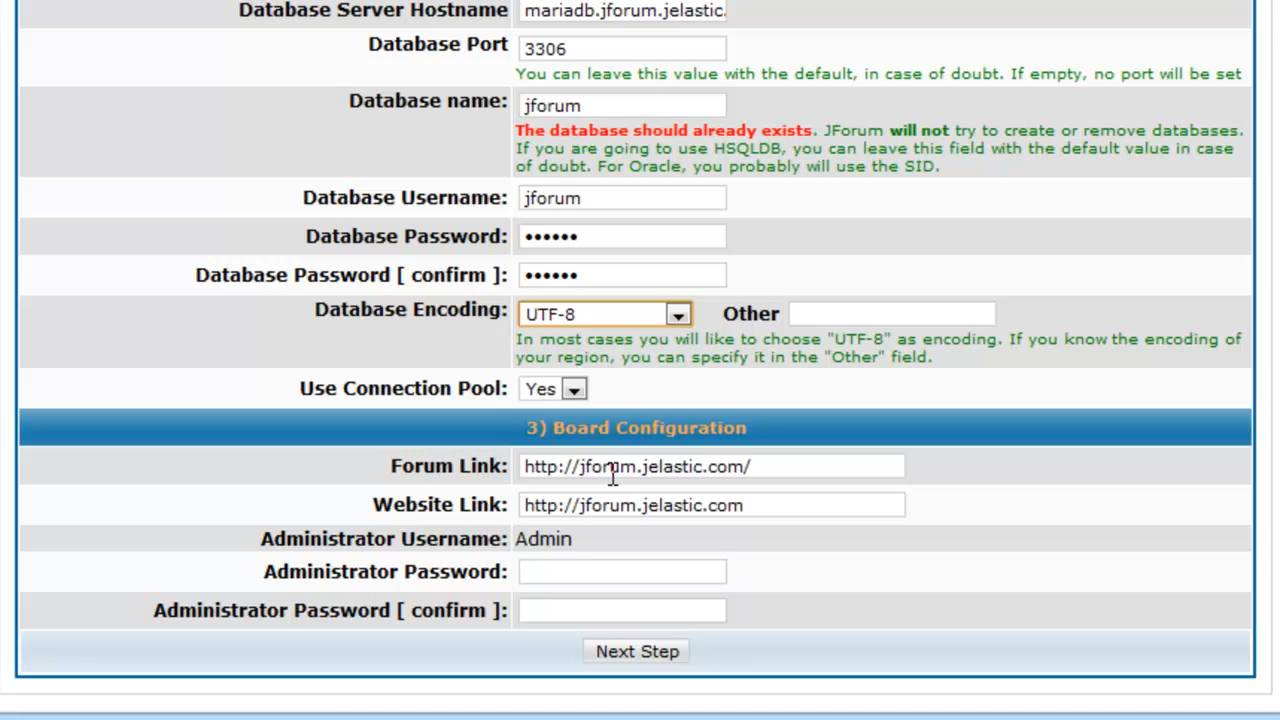 Database Server Hostname mariadb.jforum.jelastic.
Database Port 3306
You can leave this value with the default, in case of doubt. If empty, no port will be set
Database name: jforum
The database should already exists. JForum will not try to create or remove databases.
If you are going to use HSQLDB, you can leave this field with the default value in case
of doubt. For Oracle, you probably will use the SID.
Database Username: jforum
Database Password: ••••••
Database Password [ confirm ]: ••••••
Database Encoding: UTF-8 Other
In most cases you will like to choose "UTF-8" as encoding. If you know the encoding of
your region, you can specify it in the "Other" field.
Use Connection Pool: Yes
3) Board Configuration
Forum Link: http://jforum.jelastic.com/
Website Link: http://jforum.jelastic.com
Administrator Username: Admin
Administrator Password:
Administrator Password [ confirm ]:
Next Step